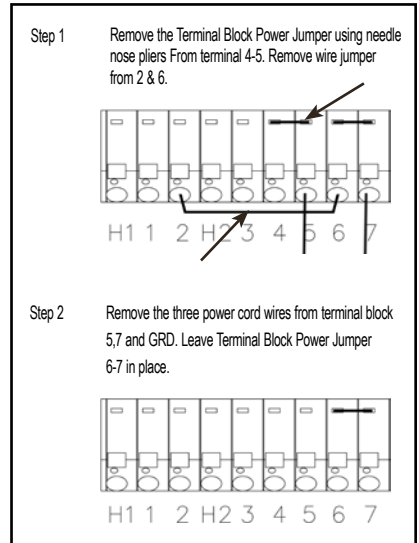 Step 1
Remove the Terminal Block Power Jumper using needle
nose pliers From terminal 4-5. Remove wire jumper
from 2 & 6.
H1 1 2 H2 3 4 5 6 7
Step 2
Remove the three power cord wires from terminal block
5,7 and GRD. Leave Terminal Block Power Jumper
6-7 in place.
H1 1 2 H2 3 4 5 6 7